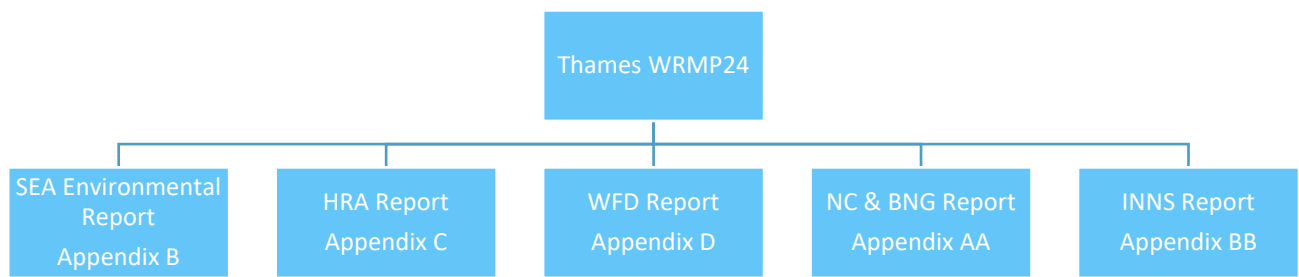 Thames WRMP24
SEA Environmental
Report
Appendix B
HRA Report
Appendix C
WFD Report
Appendix D
NC & BNG Report
Appendix AA
INNS Report
Appendix BB